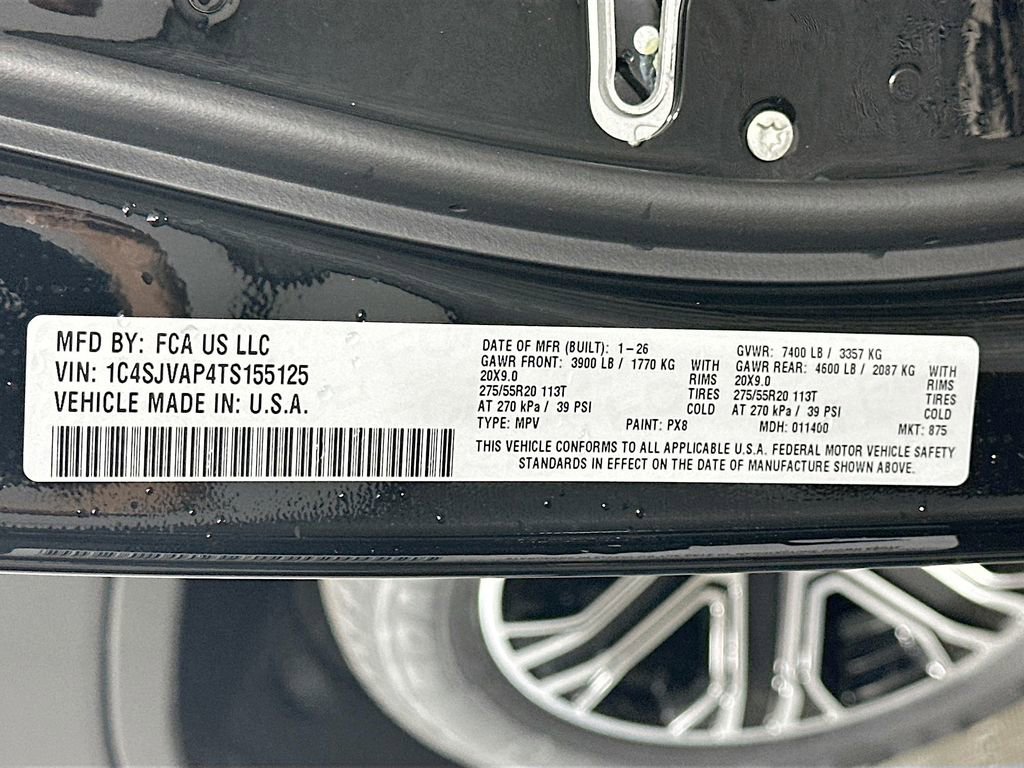 MFD BY: FCA US LLC
VIN: 1C4SJVAP4TS155125
VEHICLE MADE IN: U.S.A.
DATE OF MFR (BUILT): 1-26
GVWR: 7400 LB / 3357 KG
GAWR FRONT: 3900 LB / 1770 KG WITH
20X9.0 RIMS
275/55R20 113T TIRES
AT 270 kPa / 39 PSI COLD
GAWR REAR: 4600 LB / 2087 KG WITH
20X9.0 RIMS
275/55R20 113T TIRES
AT 270 kPa / 39 PSI COLD
TYPE: MPV PAINT: PX8 MDH: 011400 MKT: 875
THIS VEHICLE CONFORMS TO ALL APPLICABLE U.S.A. FEDERAL MOTOR VEHICLE SAFETY
STANDARDS IN EFFECT ON THE DATE OF MANUFACTURE SHOWN ABOVE.